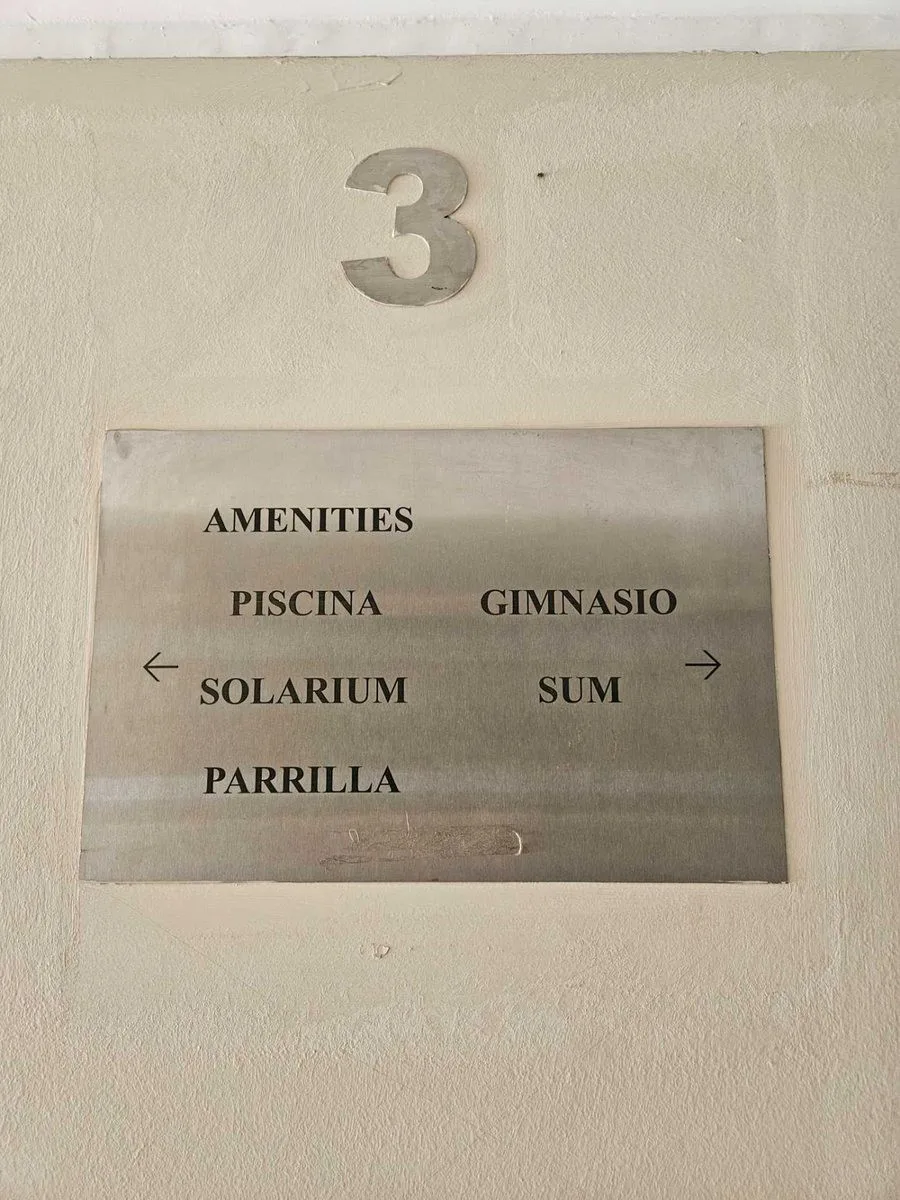 3
AMENITIES
PISCINA GIMNASIO
← →
SOLARIUM SUM
PARRILLA